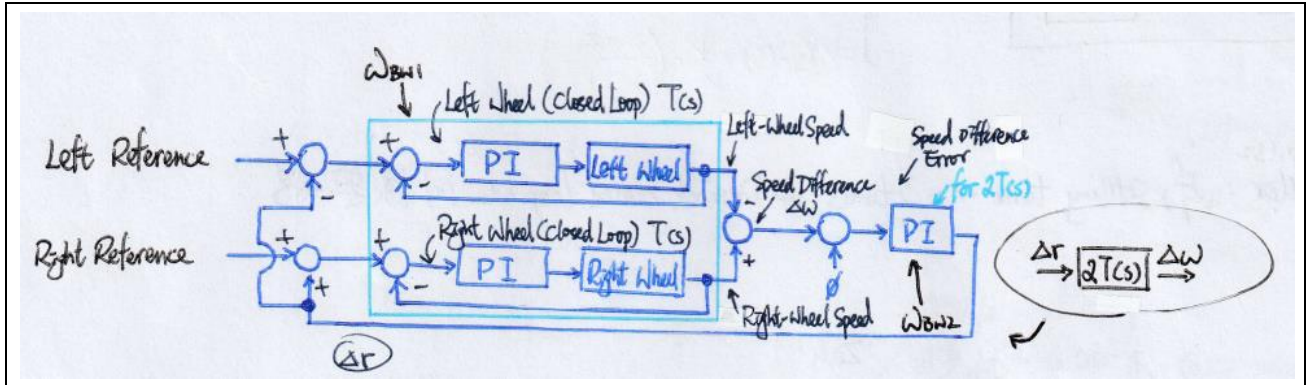 ωBW1
Left Wheel (Closed Loop) T(s)
Left Reference
+
+
-
-
PI
Left Wheel
Left-Wheel Speed
-
Speed Difference
Δω
+
Speed Difference
Error
for 2T(s)
PI
ωBW2
Right Wheel (Closed Loop) T(s)
Right Reference
+
+
+
-
PI
Right Wheel
Right-Wheel Speed
0
Δr
Δr
2T(s)
Δω